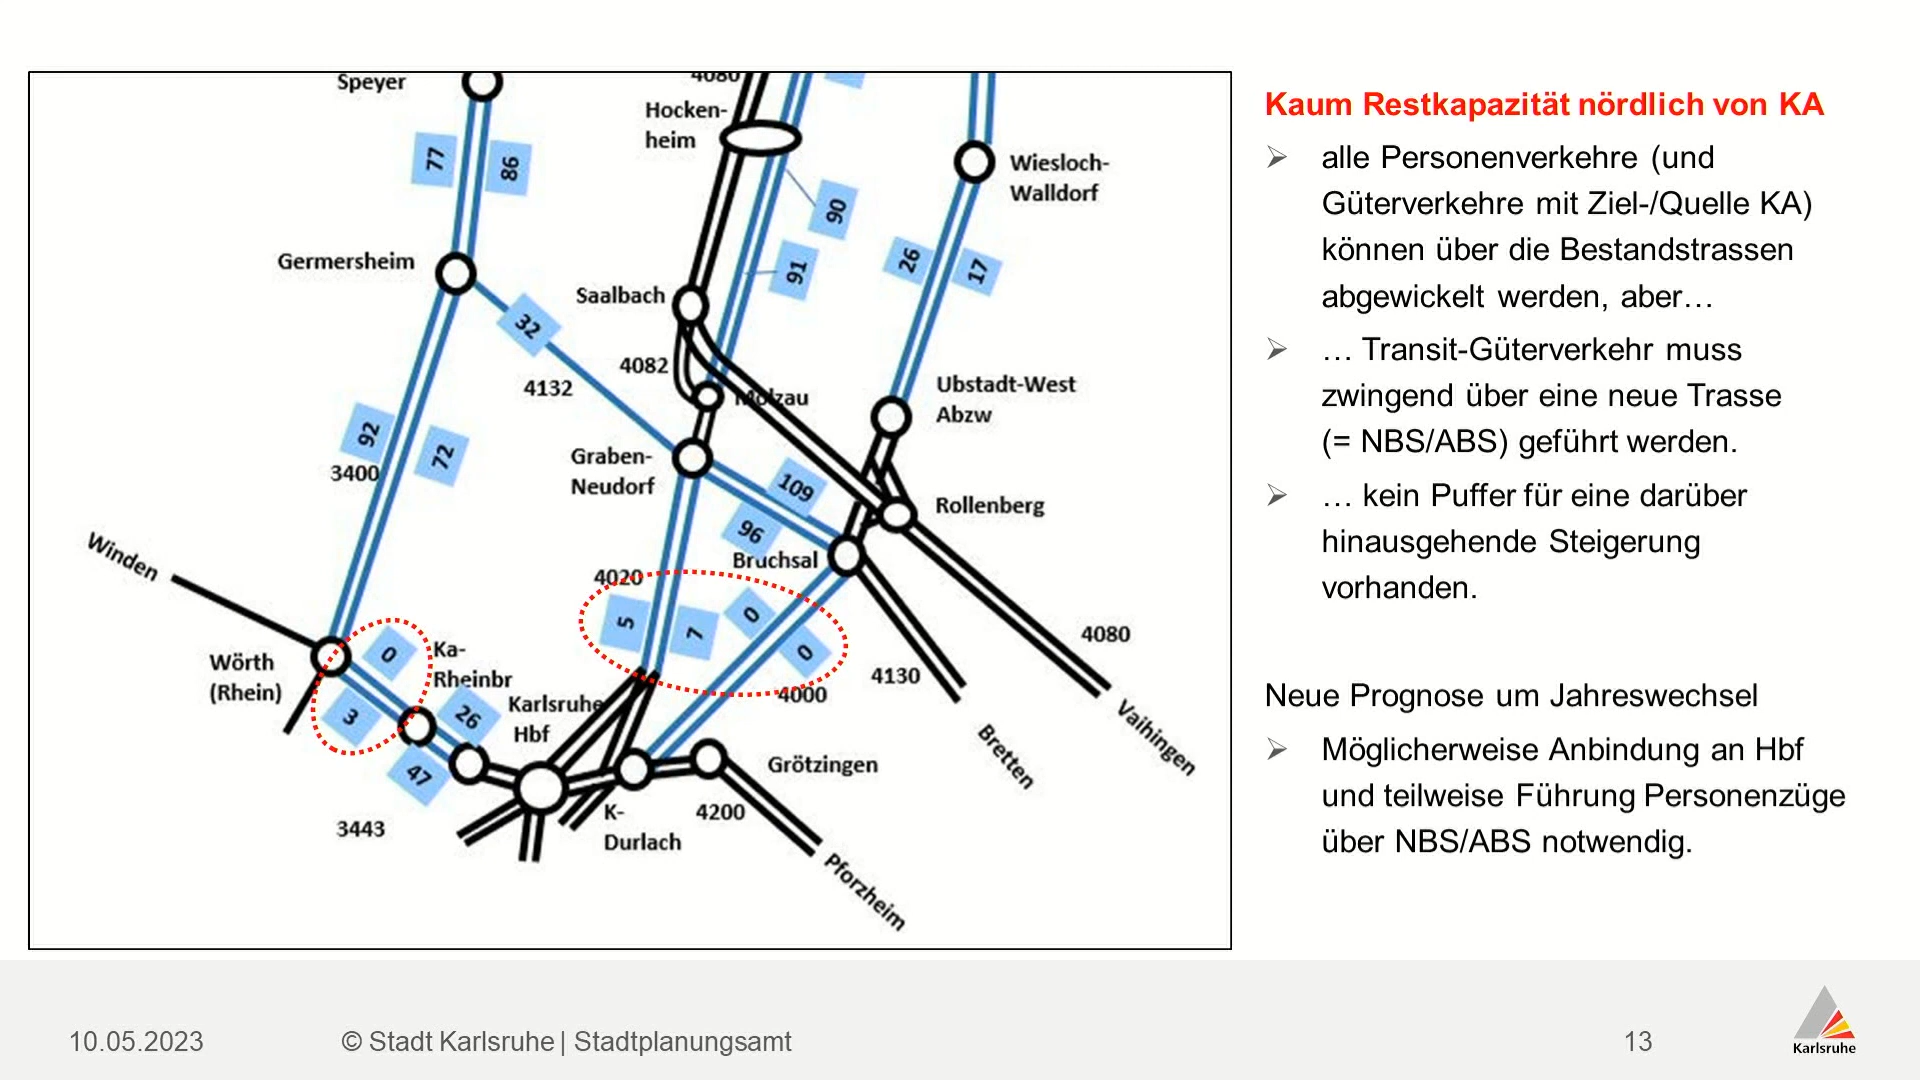 4080
Speyer
Hocken-
heim
77
86
Wiesloch-
Walldorf
90
Germersheim
26
17
91
Saalbach
32
4082
4132
Molzau
Ubstadt-West
Abzw
92
72
3400
Graben-
Neudorf
109
96
Rollenberg
Bruchsal
Winden
4020
5
7
0
0
4080
4130
4000
Wörth
(Rhein)
0
3
Ka-
Rheinbr
26
47
Karlsruhe
Hbf
Vaihingen
Bretten
Grötzingen
3443
K-
Durlach
4200
Pforzheim
Kaum Restkapazität nördlich von KA
alle Personenverkehre (und
Güterverkehre mit Ziel-/Quelle KA)
können über die Bestandstrassen
abgewickelt werden, aber…
… Transit-Güterverkehr muss
zwingend über eine neue Trasse
(= NBS/ABS) geführt werden.
… kein Puffer für eine darüber
hinausgehende Steigerung
vorhanden.
Neue Prognose um Jahreswechsel
Möglicherweise Anbindung an Hbf
und teilweise Führung Personenzüge
über NBS/ABS notwendig.
10.05.2023
© Stadt Karlsruhe | Stadtplanungsamt
13
Karlsruhe